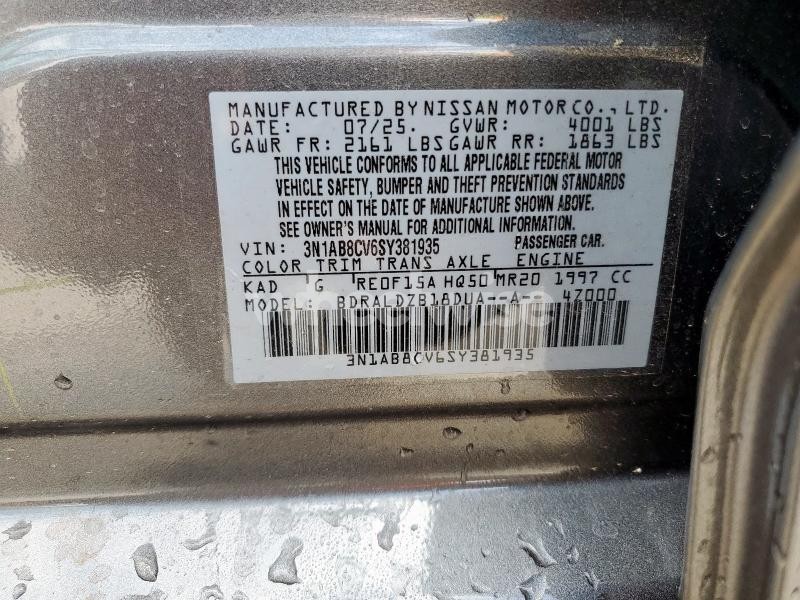 MANUFACTURED BY NISSAN MOTOR CO., LTD.
DATE: 07/25. GVWR: 4001 LBS
GAWR FR: 2161 LBS GAWR RR: 1863 LBS
THIS VEHICLE CONFORMS TO ALL APPLICABLE FEDERAL MOTOR
VEHICLE SAFETY, BUMPER AND THEFT PREVENTION STANDARDS
IN EFFECT ON THE DATE OF MANUFACTURE SHOWN ABOVE.
SEE OWNER'S MANUAL FOR ADDITIONAL INFORMATION.
VIN: 3N1AB8CV6SY381935 PASSENGER CAR.
COLOR TRIM TRANS AXLE ENGINE
KAD G RE0F15A HQ50 MR20 1997 CC
MODEL: BDRALDZB18DUA--A-- 47000
3N1AB8CV6SY381935